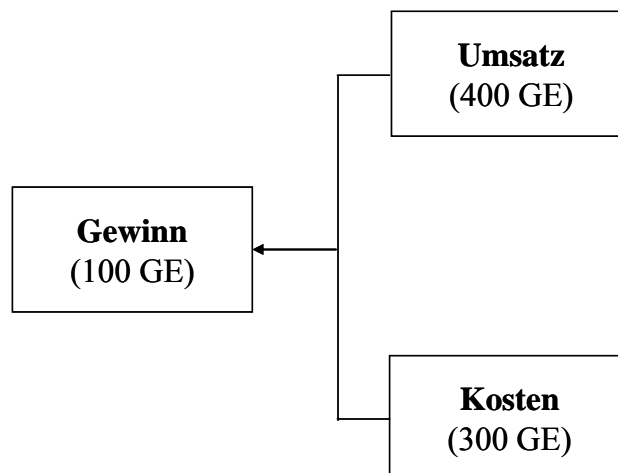 Umsatz
(400 GE)
Gewinn
(100 GE)
Kosten
(300 GE)